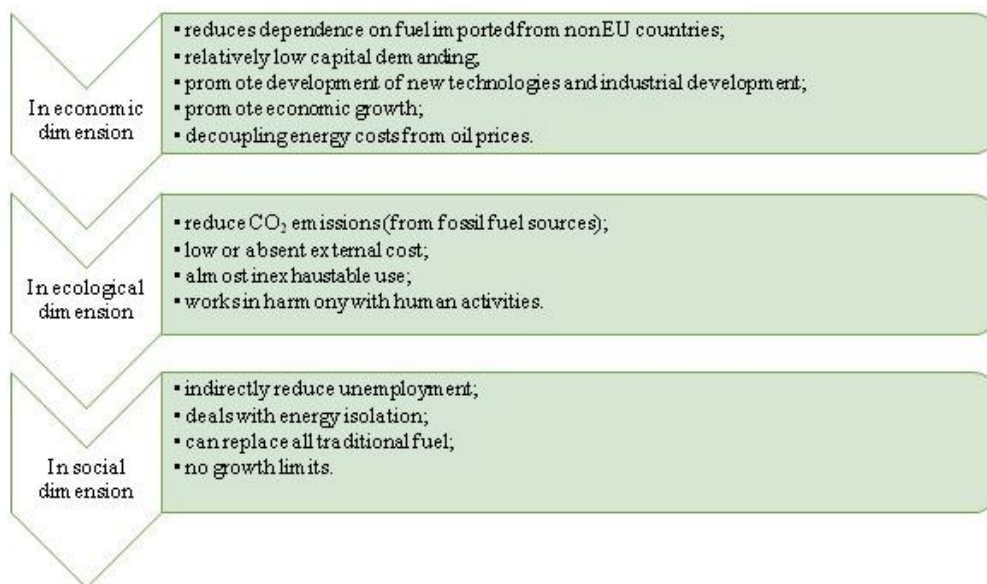 In economic
dimension
▪ reduces dependence on fuel imported from nonEU countries;
▪ relatively low capital demanding;
▪ promote development of new technologies and industrial development;
▪ promote economic growth;
▪ decoupling energy costs from oil prices.
In ecological
dimension
▪ reduce CO₂ emissions (from fossil fuel sources);
▪ low or absent external cost;
▪ almost inexhaustable use;
▪ works in harmony with human activities.
In social
dimension
▪ indirectly reduce unemployment;
▪ deals with energy isolation;
▪ can replace all traditional fuel;
▪ no growth limits.